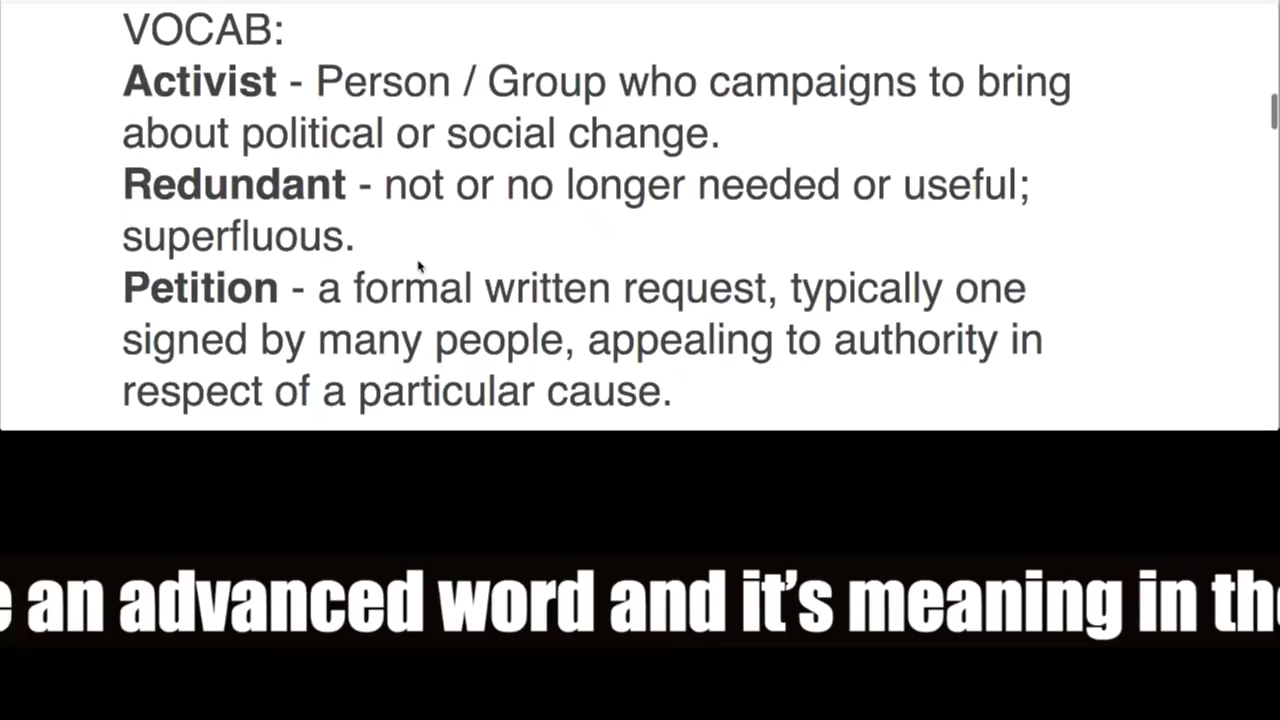 VOCAB:
Activist - Person / Group who campaigns to bring
about political or social change.
Redundant - not or no longer needed or useful;
superfluous.
Petition - a formal written request, typically one
signed by many people, appealing to authority in
respect of a particular cause.
an advanced word and it’s meaning in